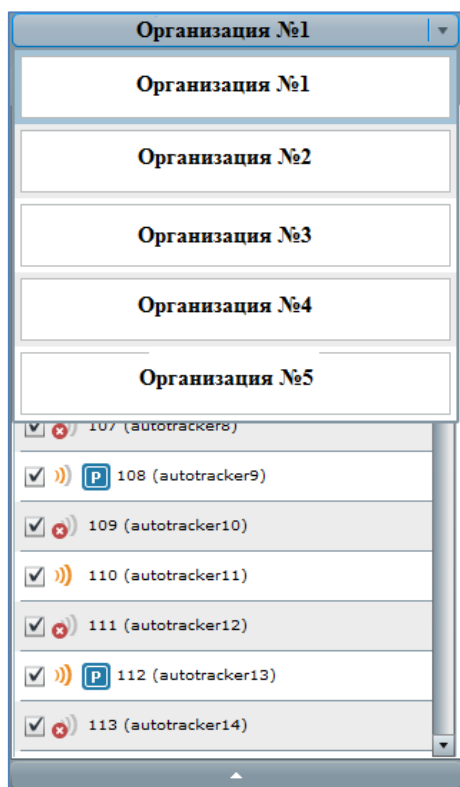 Организация №1
Организация №1
Организация №2
Организация №3
Организация №4
Организация №5
107 (autotracker8)
P 108 (autotracker9)
109 (autotracker10)
110 (autotracker11)
111 (autotracker12)
P 112 (autotracker13)
113 (autotracker14)